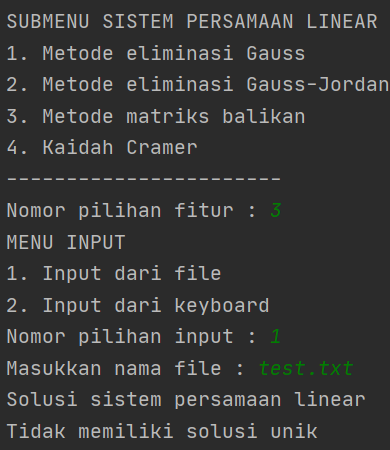 SUBMENU SISTEM PERSAMAAN LINEAR
1. Metode eliminasi Gauss
2. Metode eliminasi Gauss-Jordan
3. Metode matriks balikan
4. Kaidah Cramer
-----------------------
Nomor pilihan fitur : 3
MENU INPUT
1. Input dari file
2. Input dari keyboard
Nomor pilihan input : 1
Masukkan nama file : test.txt
Solusi sistem persamaan linear
Tidak memiliki solusi unik